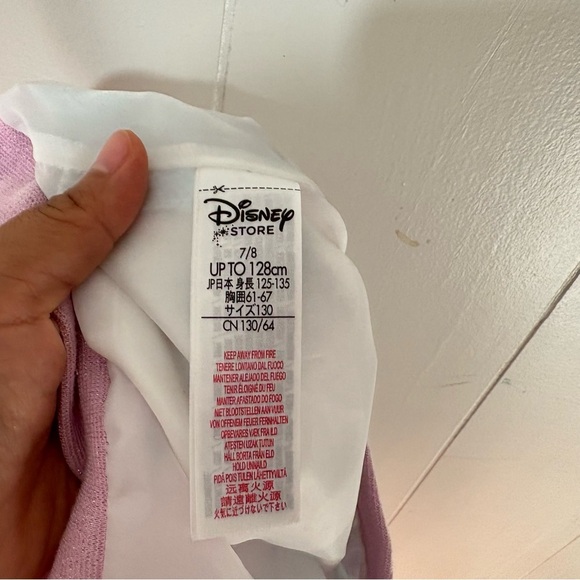 Disney
STORE
7/8
UP TO 128cm
JP日本 身長 125-135
胸囲61-67
サイズ130
CN 130/64
KEEP AWAY FROM FIRE
TENERE LONTANO DAL FUOCO
MANTENER ALEJADO DEL FUEGO
TENIR ÉLOIGNÉ DU FEU
MANTER AFASTADO DO FOGO
NIET BLOOTSTELLEN AAN VUUR
VON OFFENEM FEUER FERNHALTEN
OPBEVARES VÆK FRA ILD
ATESTEN UZAK TUTUN
HÅLL BORTA FRÅN ELD
HOLD UNNA ILD
PIDÄ POIS TULEN LÄHETTYVILTÄ
远离火源
請遠離火源
火気に近づけないで下さい